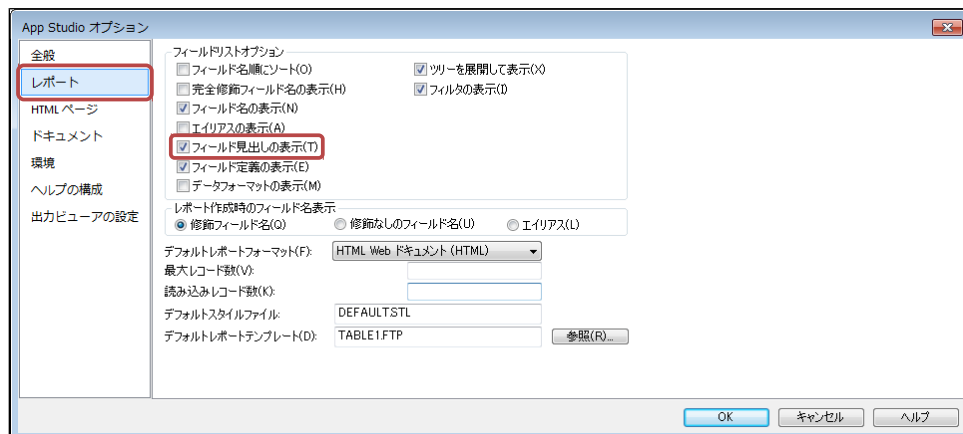 App Studio オプション
全般
レポート
HTML ページ
ドキュメント
環境
ヘルプの構成
出力ビューアの設定
フィールドリストオプション
フィールド名順にソート(O)
ツリーを展開して表示(X)
完全修飾フィールド名の表示(H)
フィルタの表示(I)
フィールド名の表示(N)
エイリアスの表示(A)
フィールド見出しの表示(T)
フィールド定義の表示(E)
データフォーマットの表示(M)
レポート作成時のフィールド名表示
修飾フィールド名(Q)
修飾なしのフィールド名(U)
エイリアス(L)
デフォルトレポートフォーマット(F):
HTML Web ドキュメント (HTML)
最大レコード数(V):
読み込みレコード数(K):
デフォルトスタイルファイル:
DEFAULT.STL
デフォルトレポートテンプレート(D):
TABLE1.FTP
参照(R)...
OK
キャンセル
ヘルプ